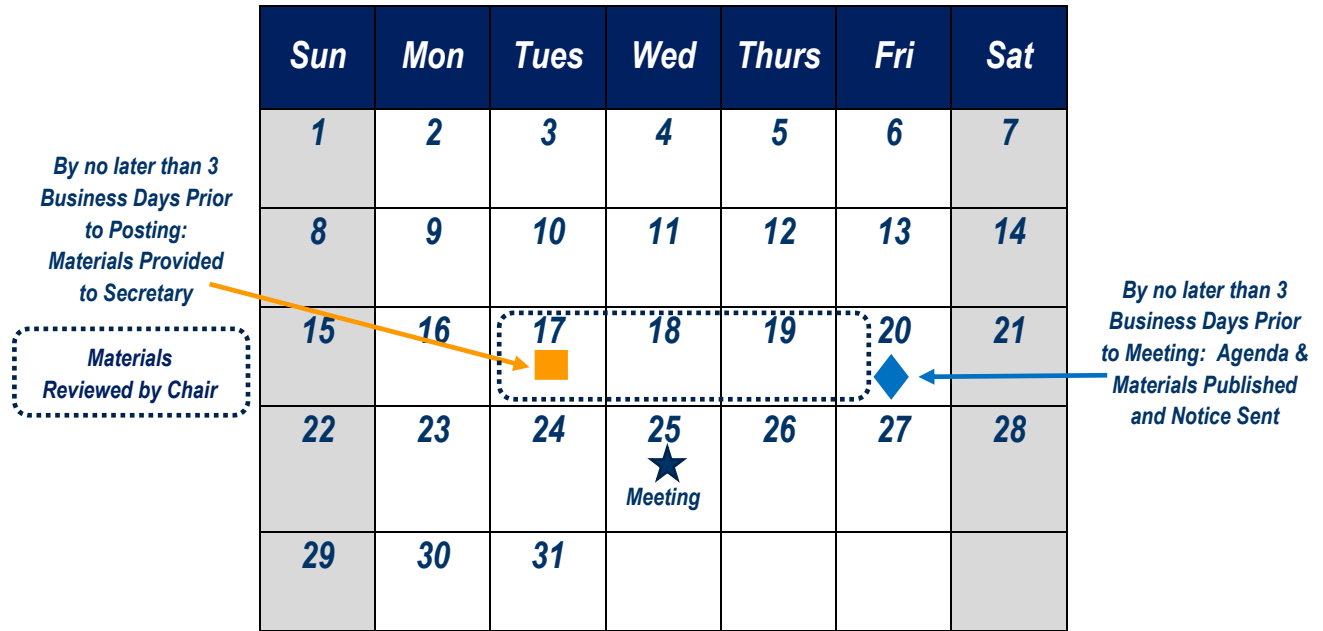 Sun Mon Tues Wed Thurs Fri Sat
1 2 3 4 5 6 7
By no later than 3
Business Days Prior
to Posting:
Materials Provided
to Secretary
8 9 10 11 12 13 14
15 16 17 18 19 20 21
Materials
Reviewed by Chair
By no later than 3
Business Days Prior
to Meeting: Agenda &
Materials Published
and Notice Sent
22 23 24 25 26 27 28
Meeting
29 30 31